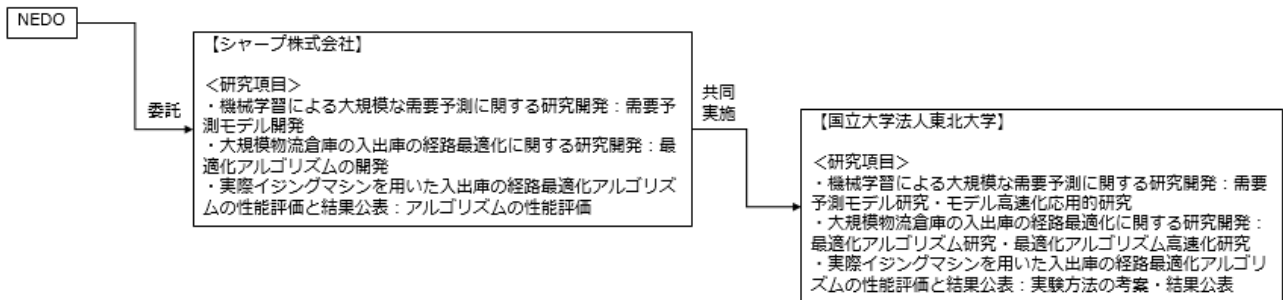 NEDO
委託
【シャープ株式会社】
＜研究項目＞
・機械学習による大規模な需要予測に関する研究開発：需要予
測モデル開発
・大規模物流倉庫の入出庫の経路最適化に関する研究開発：最
適化アルゴリズムの開発
・実際イジングマシンを用いた入出庫の経路最適化アルゴリズ
ムの性能評価と結果公表：アルゴリズムの性能評価
共同
実施
【国立大学法人東北大学】
＜研究項目＞
・機械学習による大規模な需要予測に関する研究開発：需要
予測モデル研究・モデル高速化応用的研究
・大規模物流倉庫の入出庫の経路最適化に関する研究開発：
最適化アルゴリズム研究・最適化アルゴリズム高速化研究
・実際イジングマシンを用いた入出庫の経路最適化アルゴリ
ズムの性能評価と結果公表：実験方法の考案・結果公表